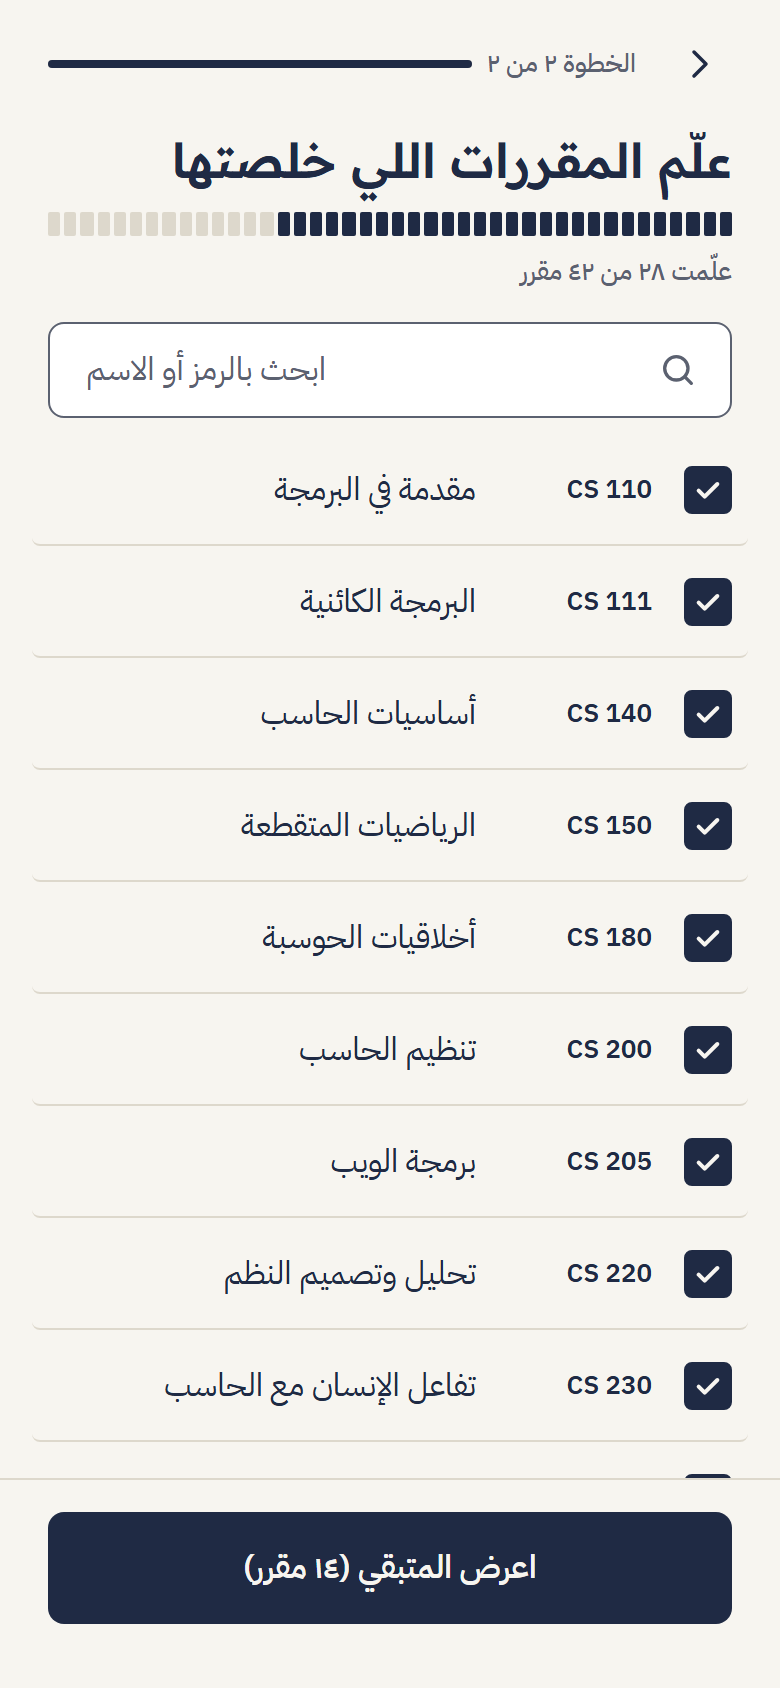 الخطوة ٢ من ٢
علّم المقررات اللي خلصتها
علّمت ٢٨ من ٤٢ مقرر
ابحث بالرمز أو الاسم
CS 110 مقدمة في البرمجة
CS 111 البرمجة الكائنية
CS 140 أساسيات الحاسب
CS 150 الرياضيات المتقطعة
CS 180 أخلاقيات الحوسبة
CS 200 تنظيم الحاسب
CS 205 برمجة الويب
CS 220 تحليل وتصميم النظم
CS 230 تفاعل الإنسان مع الحاسب
اعرض المتبقي (١٤ مقرر)